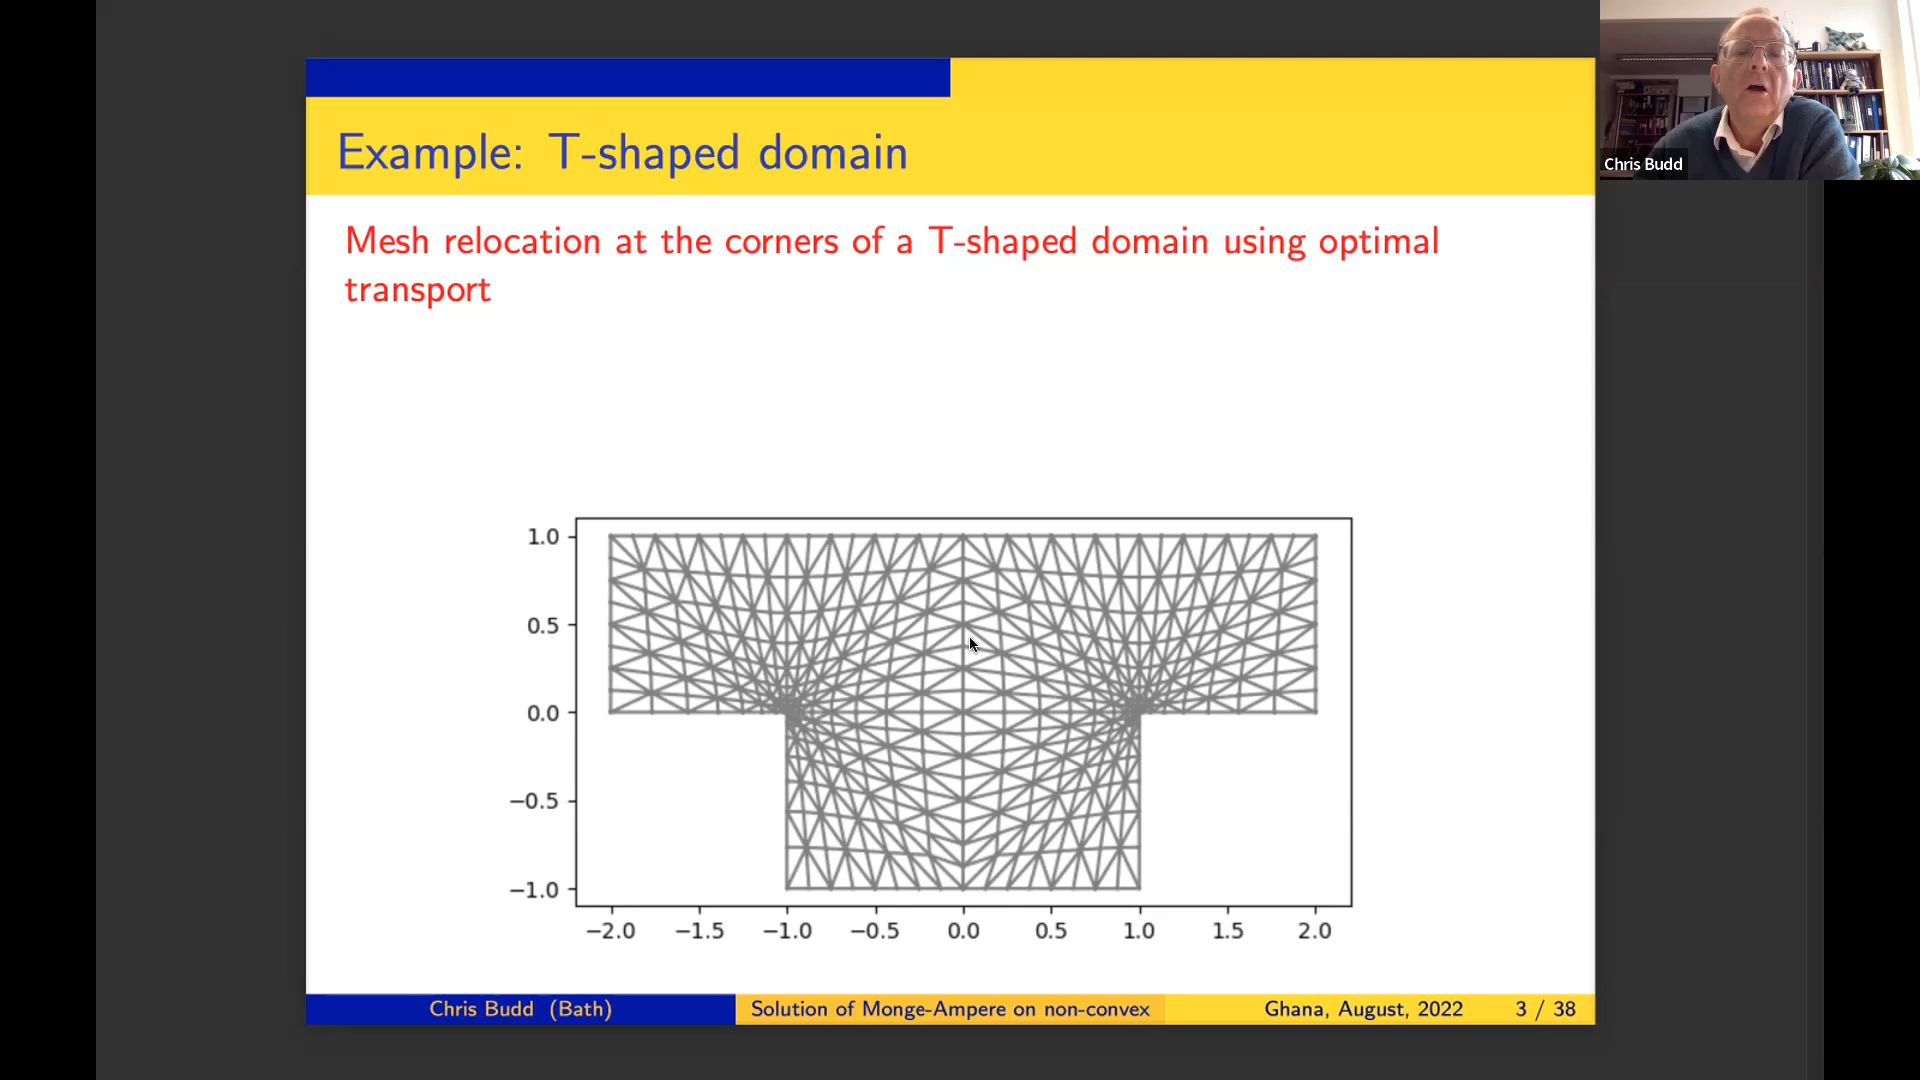 Example: T-shaped domain
Chris Budd
Mesh relocation at the corners of a T-shaped domain using optimal
transport
1.0
0.5
0.0
−0.5
−1.0
−2.0 −1.5 −1.0 −0.5 0.0 0.5 1.0 1.5 2.0
Chris Budd (Bath) Solution of Monge-Ampere on non-convex Ghana, August, 2022 3 / 38